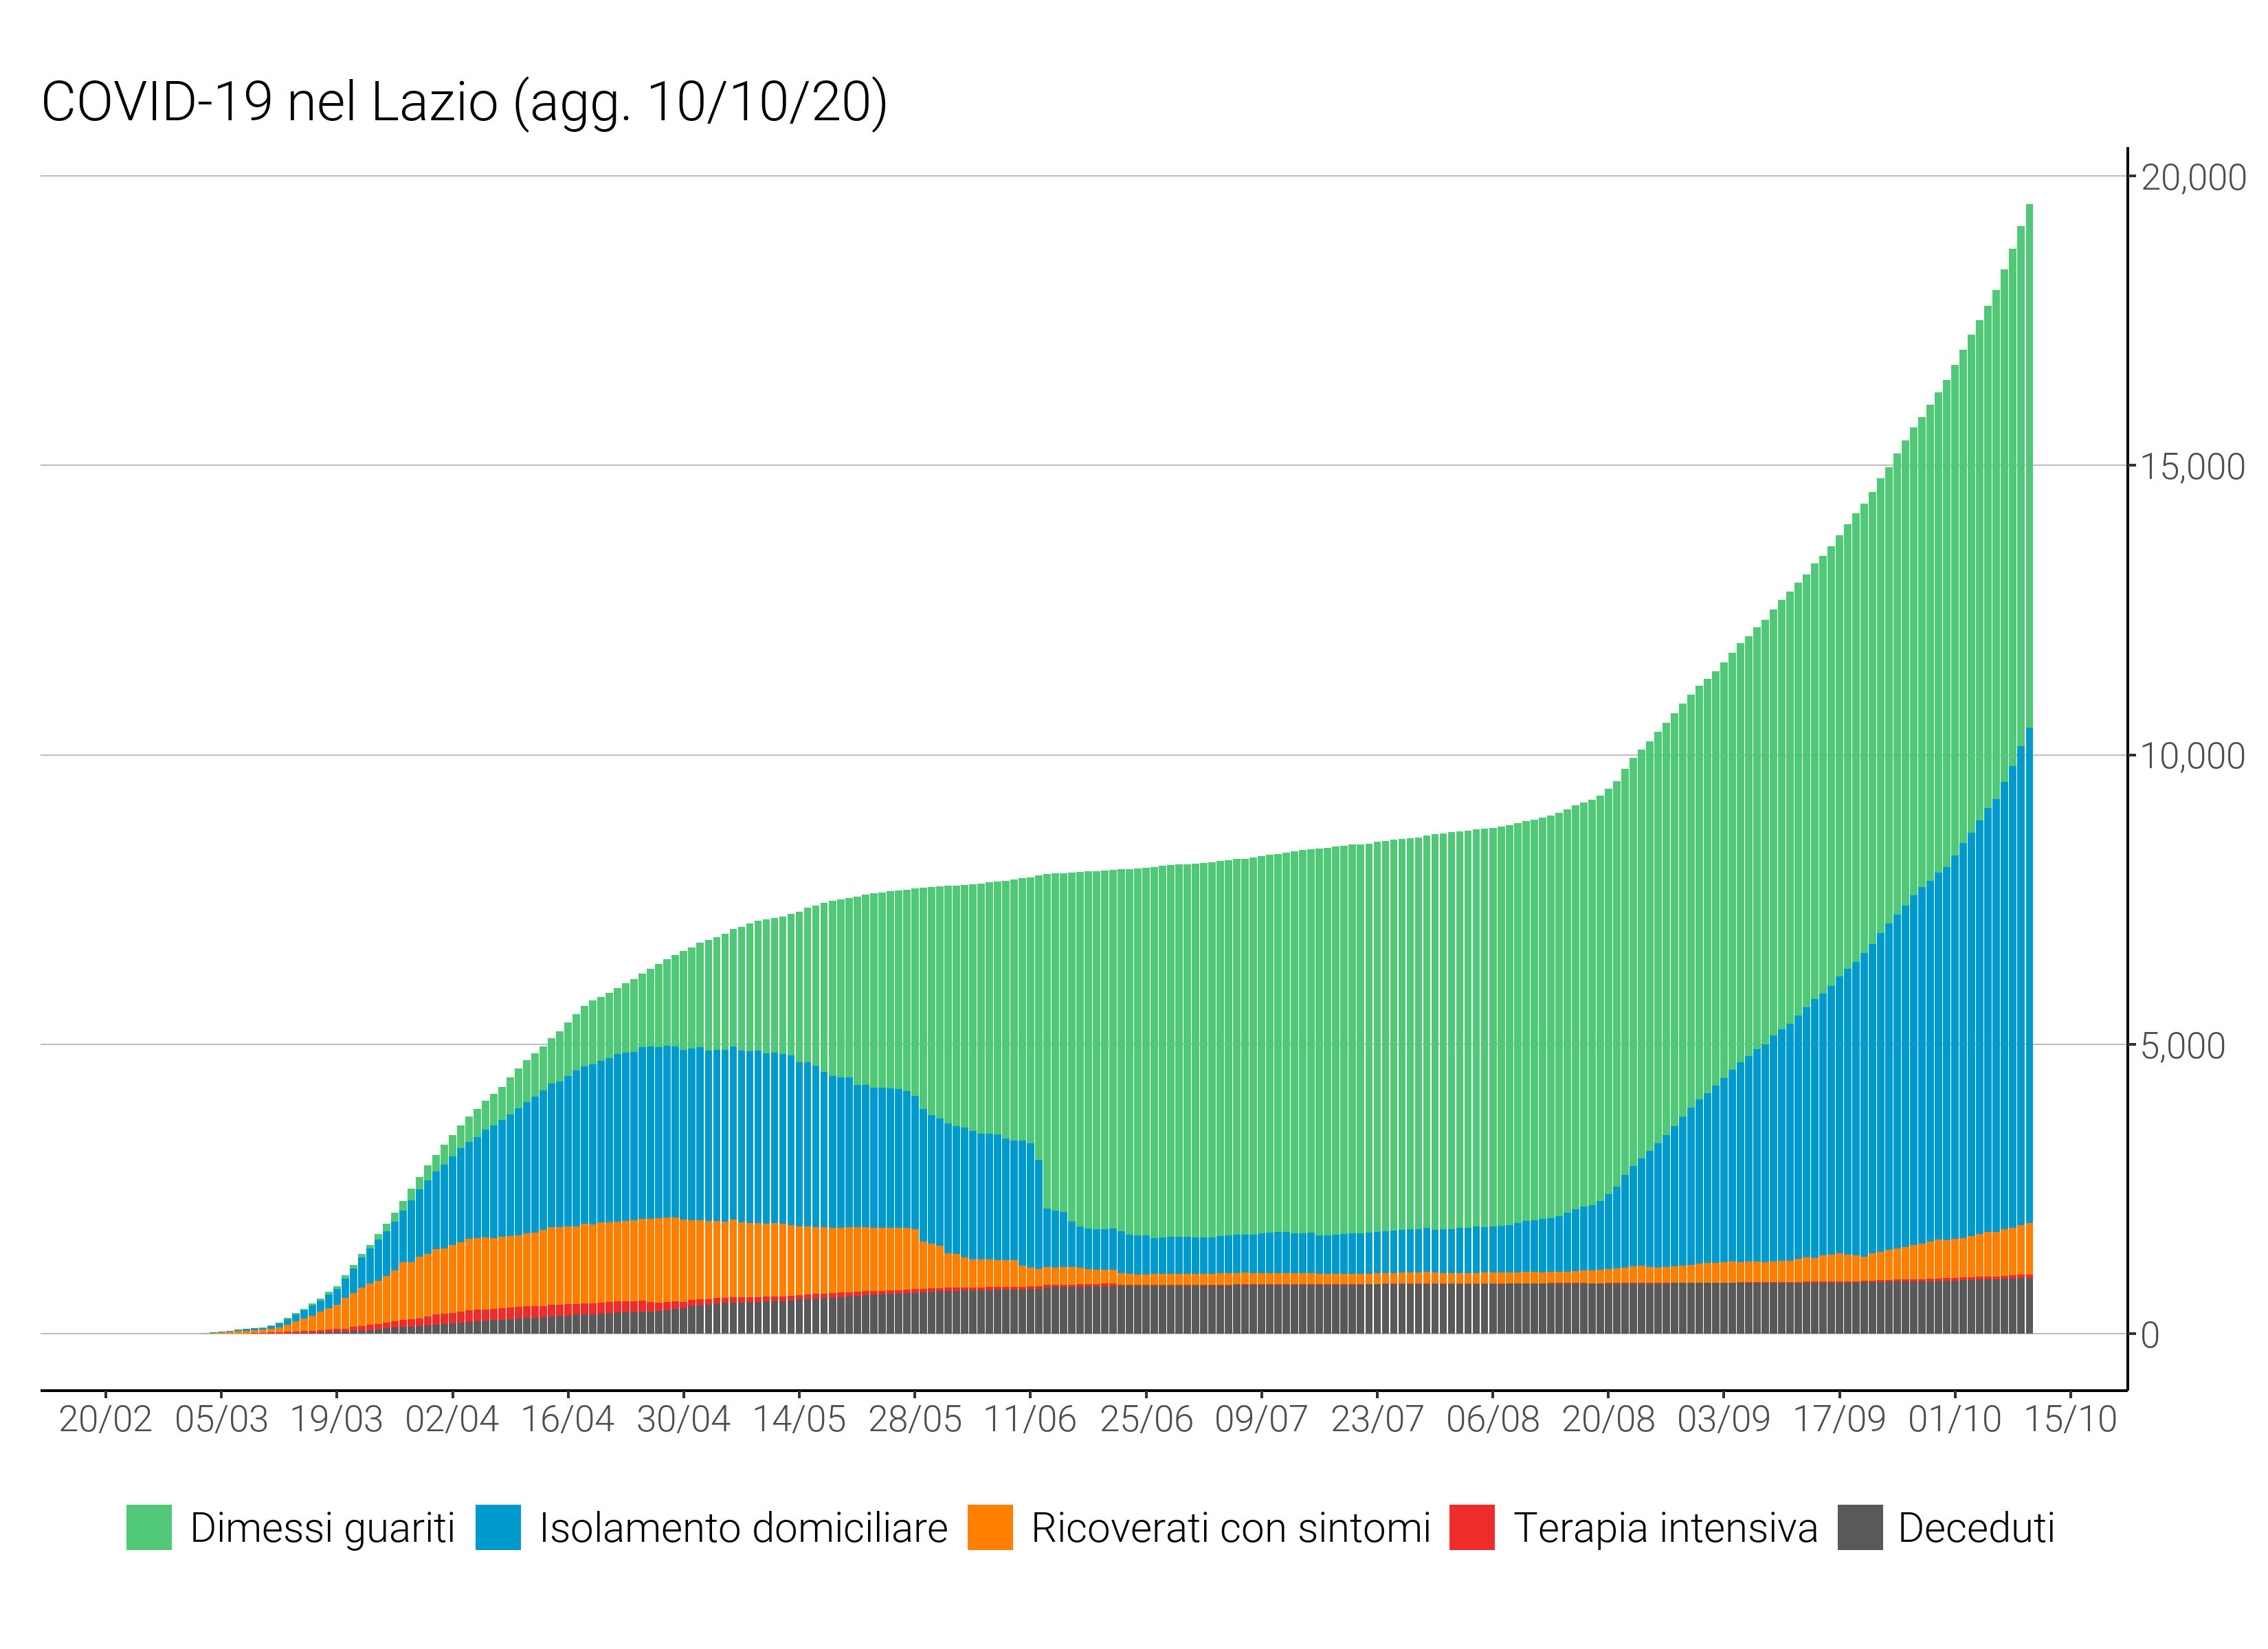 COVID-19 nel Lazio (agg. 10/10/20)
20,000
15,000
10,000
5,000
0
20/02 05/03 19/03 02/04 16/04 30/04 14/05 28/05 11/06 25/06 09/07 23/07 06/08 20/08 03/09 17/09 01/10 15/10
Dimessi guariti Isolamento domiciliare Ricoverati con sintomi Terapia intensiva Deceduti